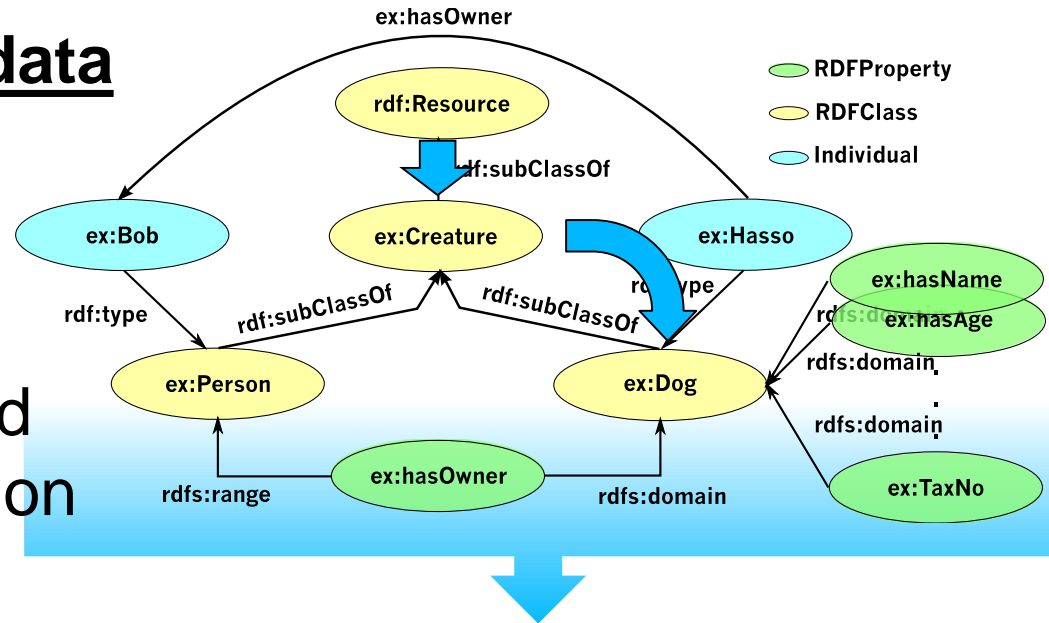 ex:hasOwner
data
rdf:Resource
RDFProperty
RDFClass
Individual
df:subClassOf
ex:Bob
ex:Creature
ex:Hasso
rdf:type
rdf:subClassOf
rdf:subClassOf
ex:hasName
ex:hasAge
rdfs:domain
ex:Person
ex:Dog
d
rdfs:domain
ex:hasOwner
on
rdfs:range
rdfs:domain
ex:TaxNo